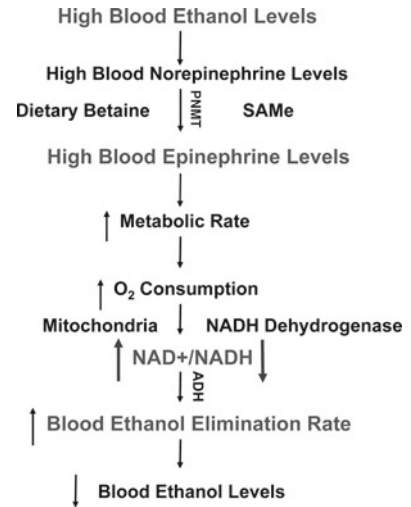 High Blood Ethanol Levels
High Blood Norepinephrine Levels
Dietary Betaine PNMT SAMe
High Blood Epinephrine Levels
Metabolic Rate
O₂ Consumption
Mitochondria NADH Dehydrogenase
NAD+/NADH
ADH
Blood Ethanol Elimination Rate
Blood Ethanol Levels